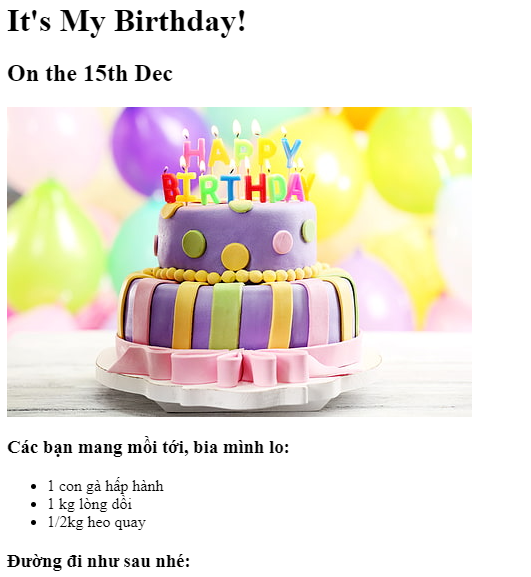 It's My Birthday!
On the 15th Dec
HAPPY
BIRTHDAY
Các bạn mang mồi tới, bia mình lo:
1 con gà hấp hành
1 kg lòng dồi
1/2kg heo quay
Đường đi như sau nhé: